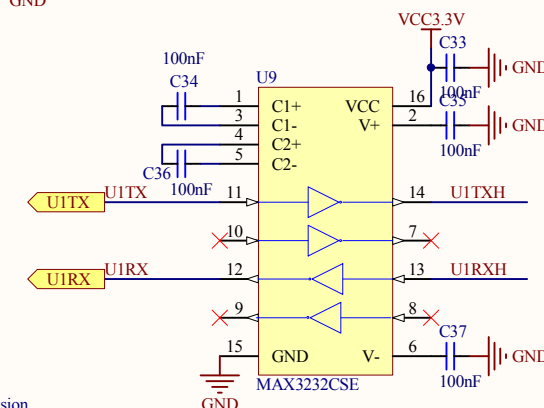 GND
VCC3.3V
C33
100nF
GND
C34
U9
100nF
C35
1
C1+
VCC
16
3
C1-
V+
2
GND
4
C2+
100nF
C36
5
C2-
100nF
U1TX
U1TX
11
14
U1TXH
10
7
U1RX
U1RX
12
13
U1RXH
9
8
C37
15
GND
V-
6
GND
100nF
MAX3232CSE
GND
sion